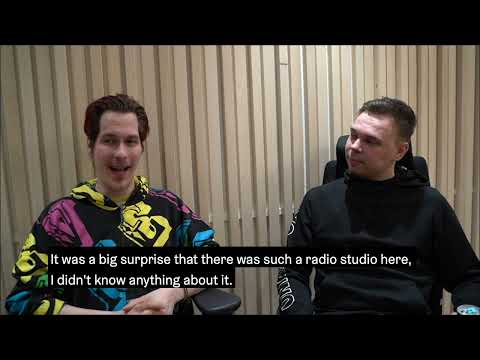 It was a big surprise that there was such a radio studio here,
I didn't know anything about it.